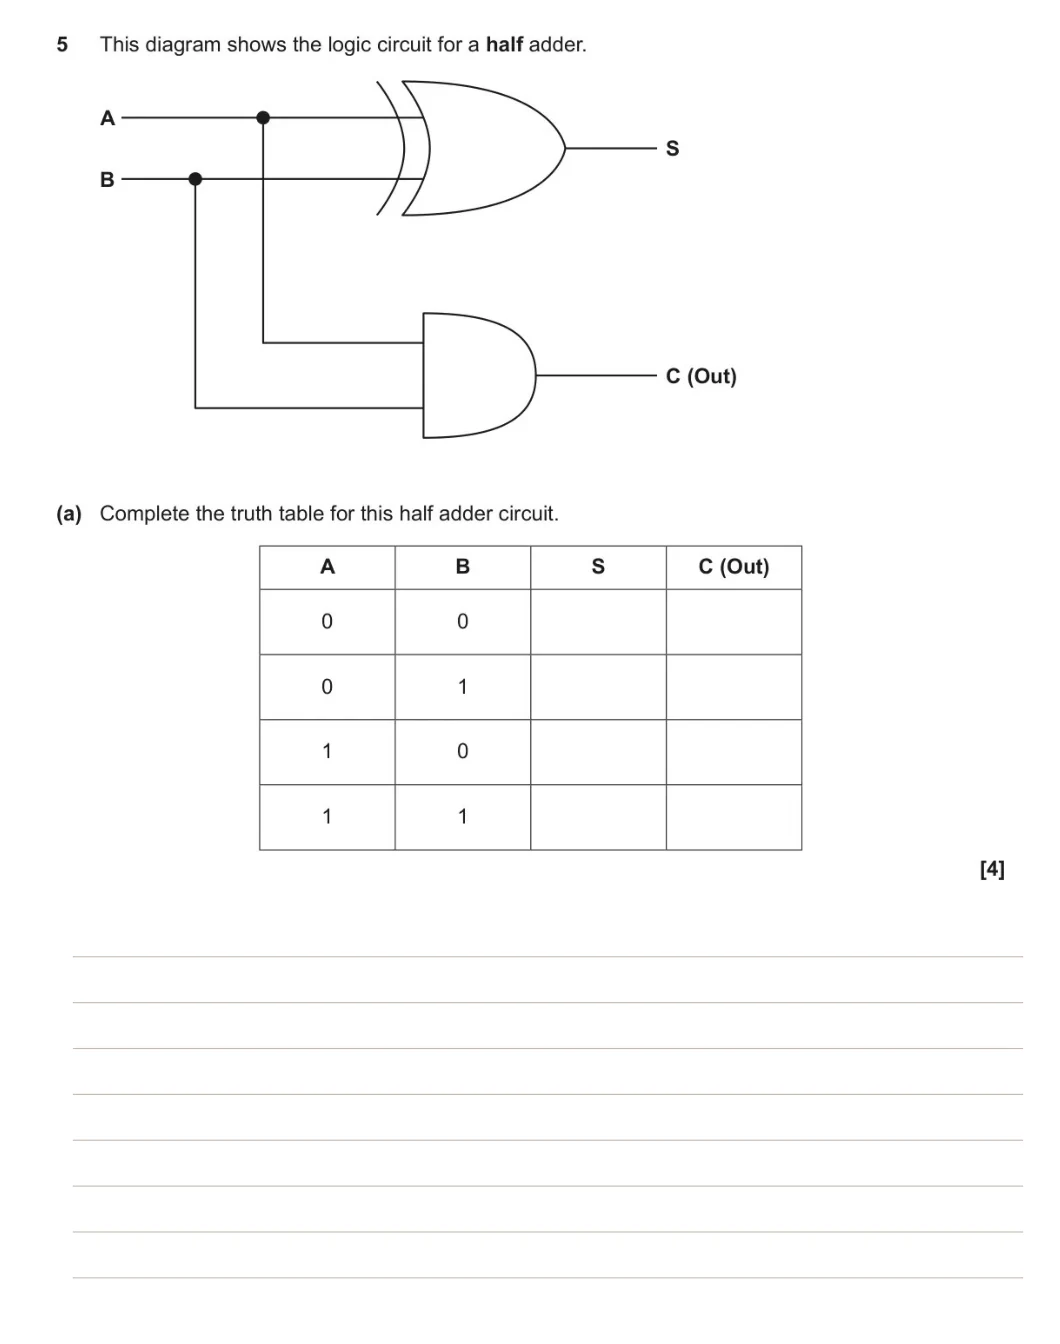 5 This diagram shows the logic circuit for a half adder.
A
S
B
C (Out)
(a) Complete the truth table for this half adder circuit.
A B S C (Out)
0 0
0 1
1 0
1 1
[4]